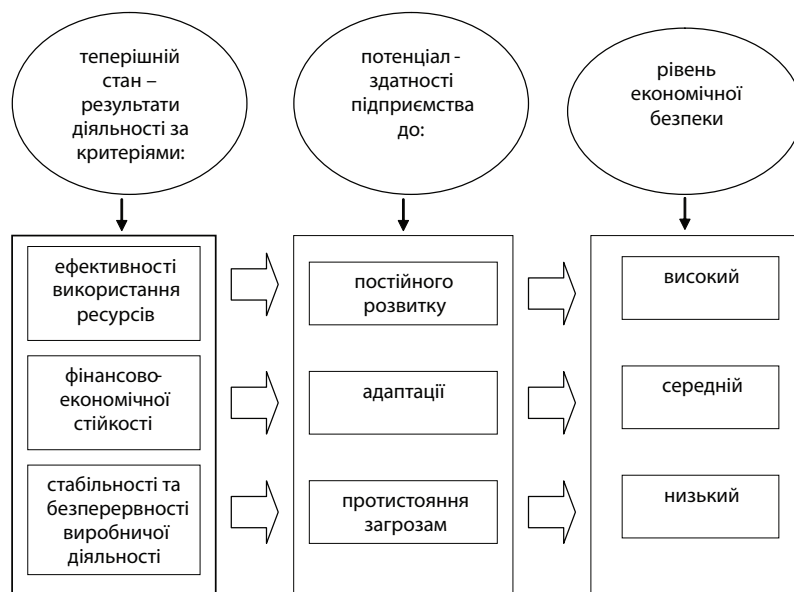 теперішній
стан –
результати
діяльності за
критеріями:
потенціал -
здатності
підприємства
до:
рівень
економічної
безпеки
ефективності
використання
ресурсів
постійного
розвитку
високий
фінансово-
економічної
стійкості
адаптації
середній
стабільності та
безперервності
виробничої
діяльності
протистояння
загрозам
низький